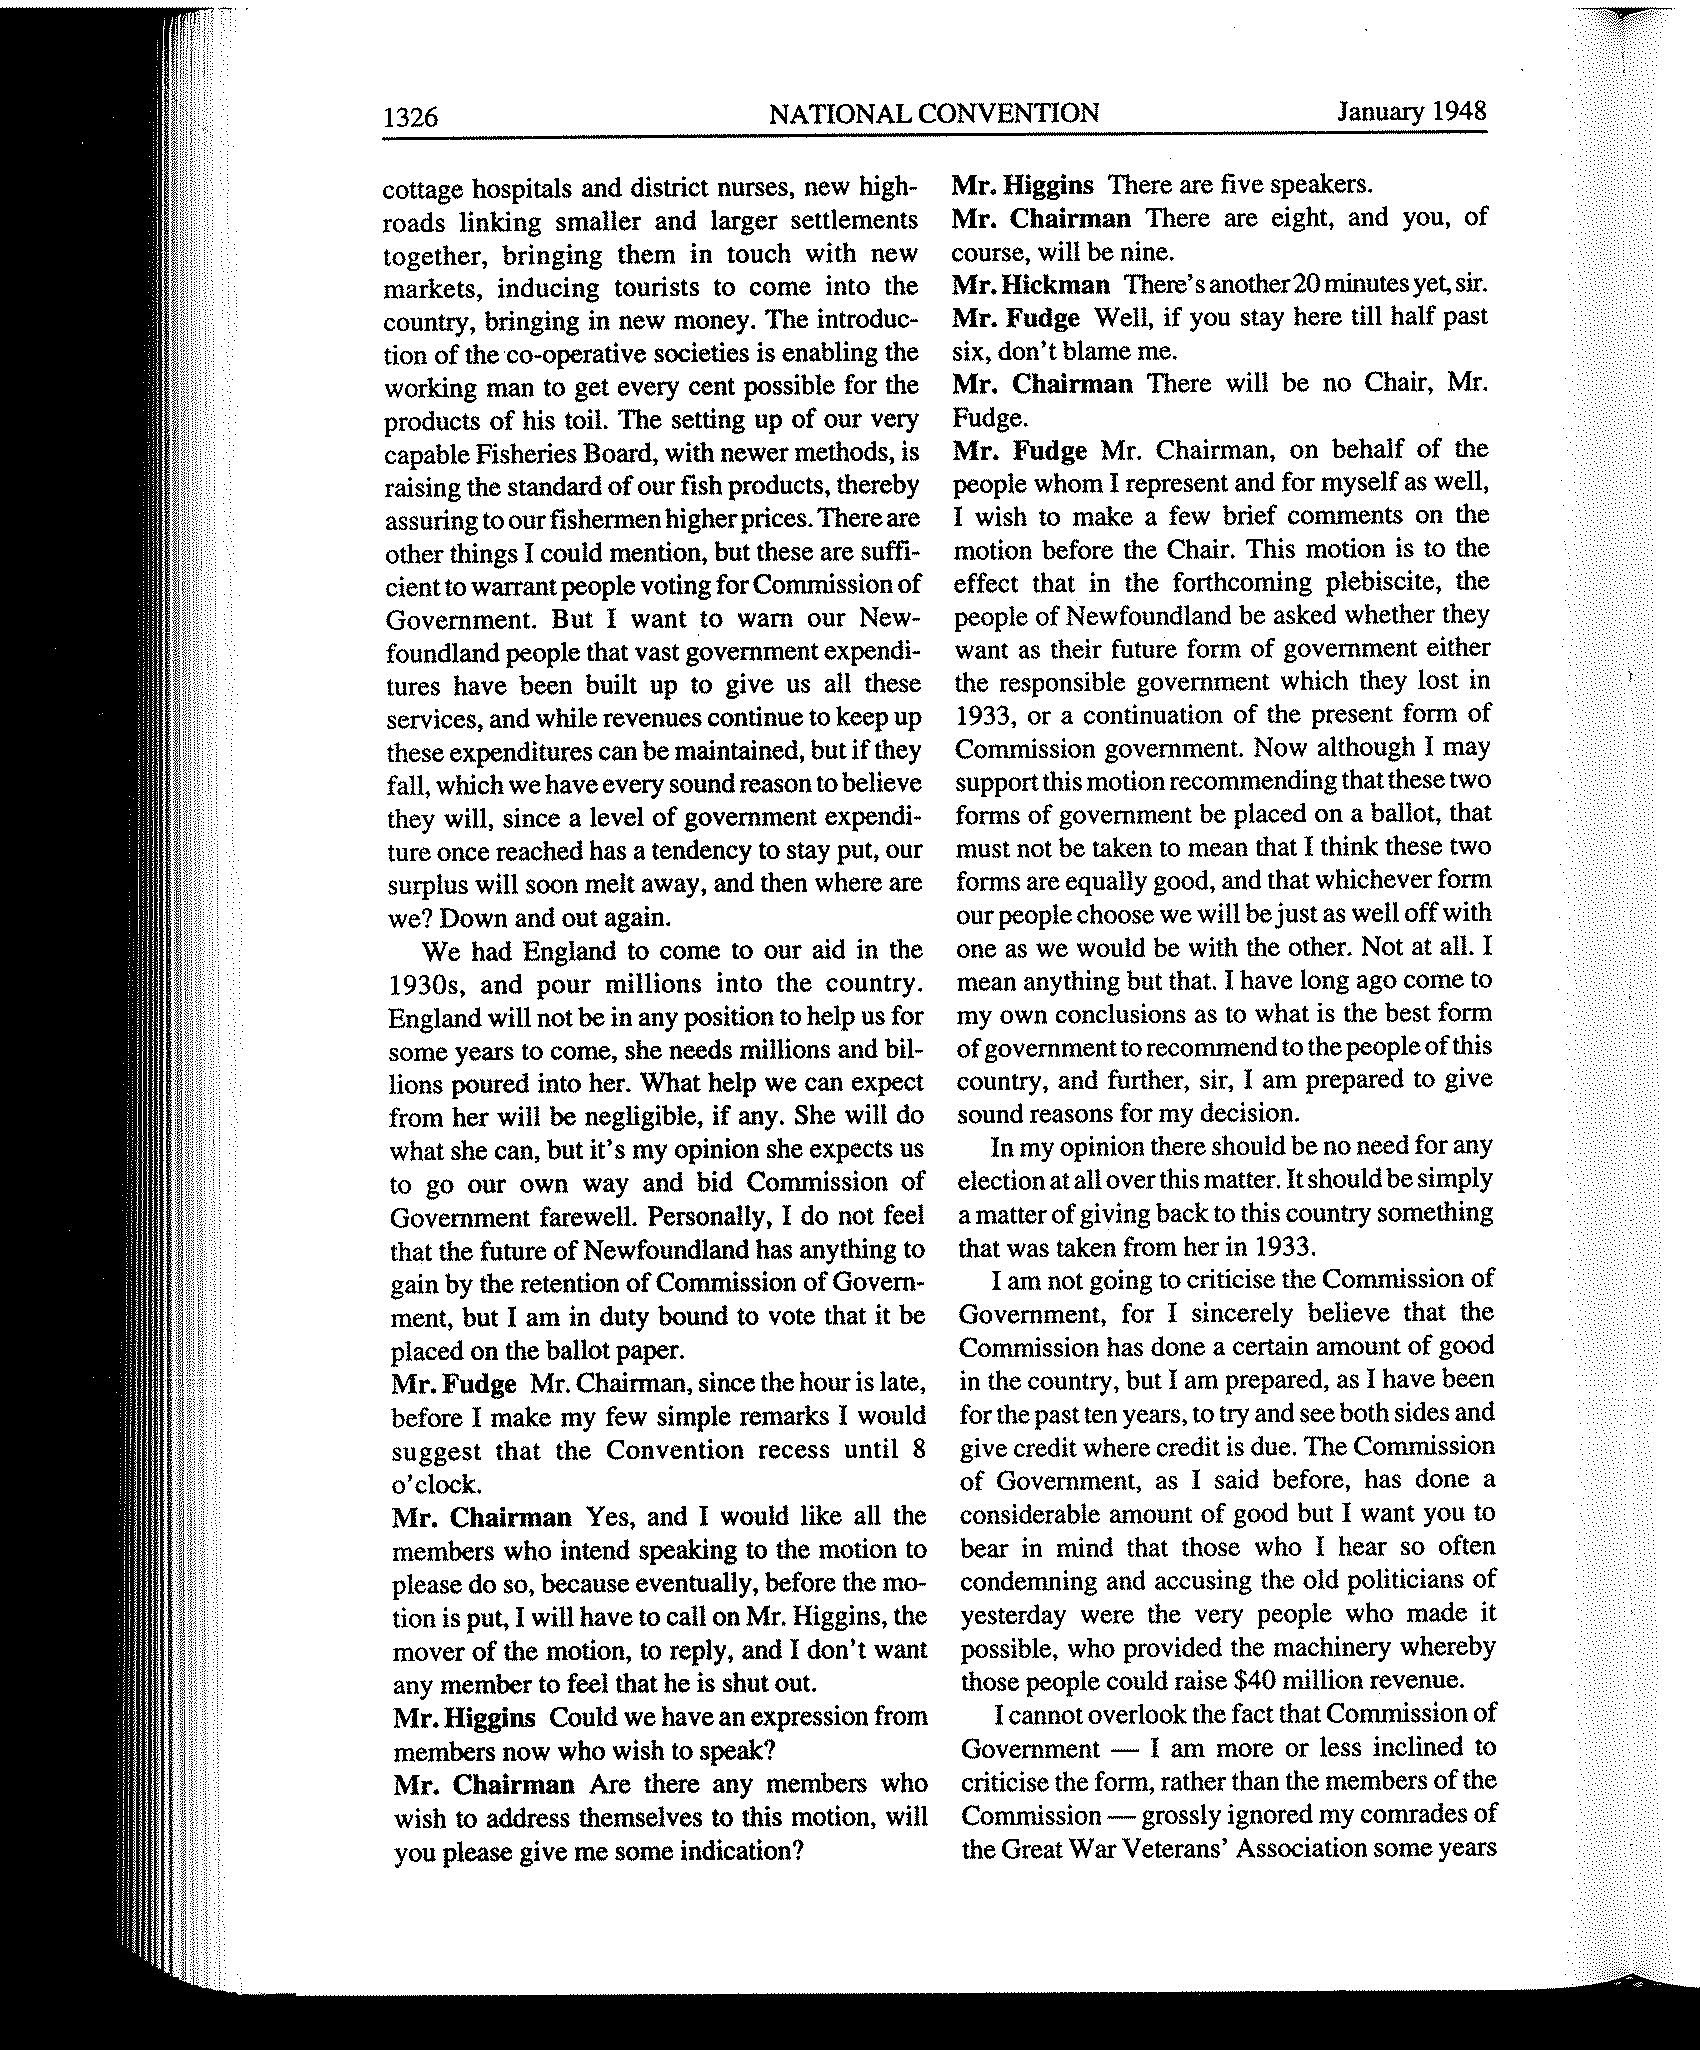 1326 NATIONAL CONVENTION January 1948
cottage hospitals and district nurses, new high-
roads linking smaller and larger settlements
together, bringing them in touch with new
markets, inducing tourists to come into the
country, bringing in new money. The introduc-
tion of the co-operative societies is enabling the
working man to get every cent possible for the
products of his toil. The setting up of our very
capable Fisheries Board, with newer methods, is
raising the standard of our fish products, thereby
assuring to our fishermen higher prices. There are
other things I could mention, but these are suffi-
cient to warrant people voting for Commission of
Government. But I want to warn our New-
foundland people that vast government expendi-
tures have been built up to give us all these
services, and while revenues continue to keep up
these expenditures can be maintained, but if they
fall, which we have every sound reason to believe
they will, since a level of government expendi-
ture once reached has a tendency to stay put, our
surplus will soon melt away, and then where are
we? Down and out again.
We had England to come to our aid in the
1930s, and pour millions into the country.
England will not be in any position to help us for
some years to come, she needs millions and bil-
lions poured into her. What help we can expect
from her will be negligible, if any. She will do
what she can, but it's my opinion she expects us
to go our own way and bid Commission of
Government farewell. Personally, I do not feel
that the future of Newfoundland has anything to
gain by the retention of Commission of Govern-
ment, but I am in duty bound to vote that it be
placed on the ballot paper.
Mr. Fudge Mr. Chairman, since the hour is late,
before I make my few simple remarks I would
suggest that the Convention recess until 8
o'clock.
Mr. Chairman Yes, and I would like all the
members who intend speaking to the motion to
please do so, because eventually, before the mo-
tion is put, I will have to call on Mr. Higgins, the
mover of the motion, to reply, and I don't want
any member to feel that he is shut out.
Mr. Higgins Could we have an expression from
members now who wish to speak?
Mr. Chairman Are there any members who
wish to address themselves to this motion, will
you please give me some indication?
Mr. Higgins There are five speakers.
Mr. Chairman There are eight, and you, of
course, will be nine.
Mr. Hickman There's another 20 minutes yet, sir.
Mr. Fudge Well, if you stay here till half past
six, don't blame me.
Mr. Chairman There will be no Chair, Mr.
Fudge.
Mr. Fudge Mr. Chairman, on behalf of the
people whom I represent and for myself as well,
I wish to make a few brief comments on the
motion before the Chair. This motion is to the
effect that in the forthcoming plebiscite, the
people of Newfoundland be asked whether they
want as their future form of government either
the responsible government which they lost in
1933, or a continuation of the present form of
Commission government. Now although I may
support this motion recommending that these two
forms of government be placed on a ballot, that
must not be taken to mean that I think these two
forms are equally good, and that whichever form
our people choose we will be just as well off with
one as we would be with the other. Not at all. I
mean anything but that. I have long ago come to
my own conclusions as to what is the best form
of government to recommend to the people of this
country, and further, sir, I am prepared to give
sound reasons for my decision.
In my opinion there should be no need for any
election at all over this matter. It should be simply
a matter of giving back to this country something
that was taken from her in 1933.
I am not going to criticise the Commission of
Government, for I sincerely believe that the
Commission has done a certain amount of good
in the country, but I am prepared, as I have been
for the past ten years, to try and see both sides and
give credit where credit is due. The Commission
of Government, as I said before, has done a
considerable amount of good but I want you to
bear in mind that those who I hear so often
condemning and accusing the old politicians of
yesterday were the very people who made it
possible, who provided the machinery whereby
those people could raise $40 million revenue.
I cannot overlook the fact that Commission of
Government — I am more or less inclined to
criticise the form, rather than the members of the
Commission — grossly ignored my comrades of
the Great War Veterans' Association some years